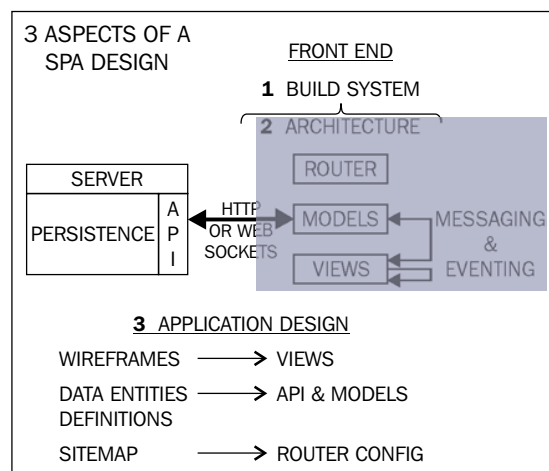 3 ASPECTS OF A
SPA DESIGN
FRONT END
1 BUILD SYSTEM
2 ARCHITECTURE
ROUTER
SERVER
PERSISTENCE
A
P
I
HTTP
OR WEB
SOCKETS
MODELS
VIEWS
MESSAGING
&
EVENTING
3 APPLICATION DESIGN
WIREFRAMES VIEWS
DATA ENTITIES API & MODELS
DEFINITIONS
SITEMAP ROUTER CONFIG